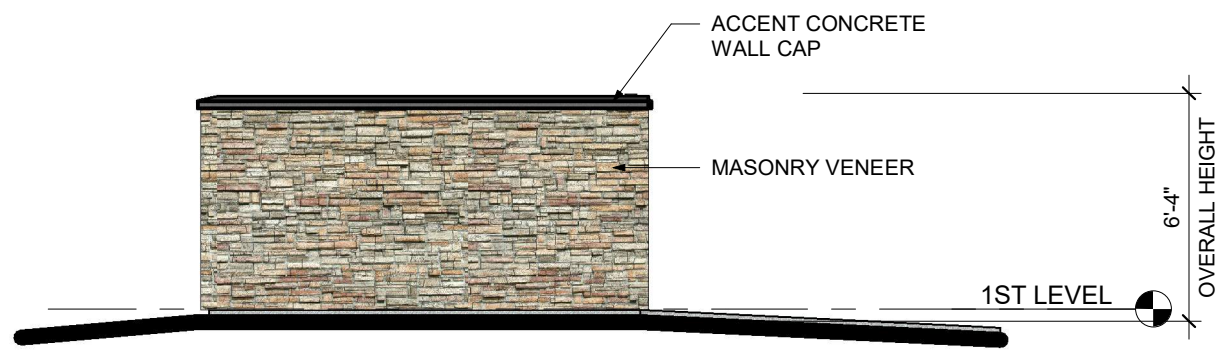 ACCENT CONCRETE
WALL CAP
MASONRY VENEER
6'-4"
OVERALL HEIGHT
1ST LEVEL